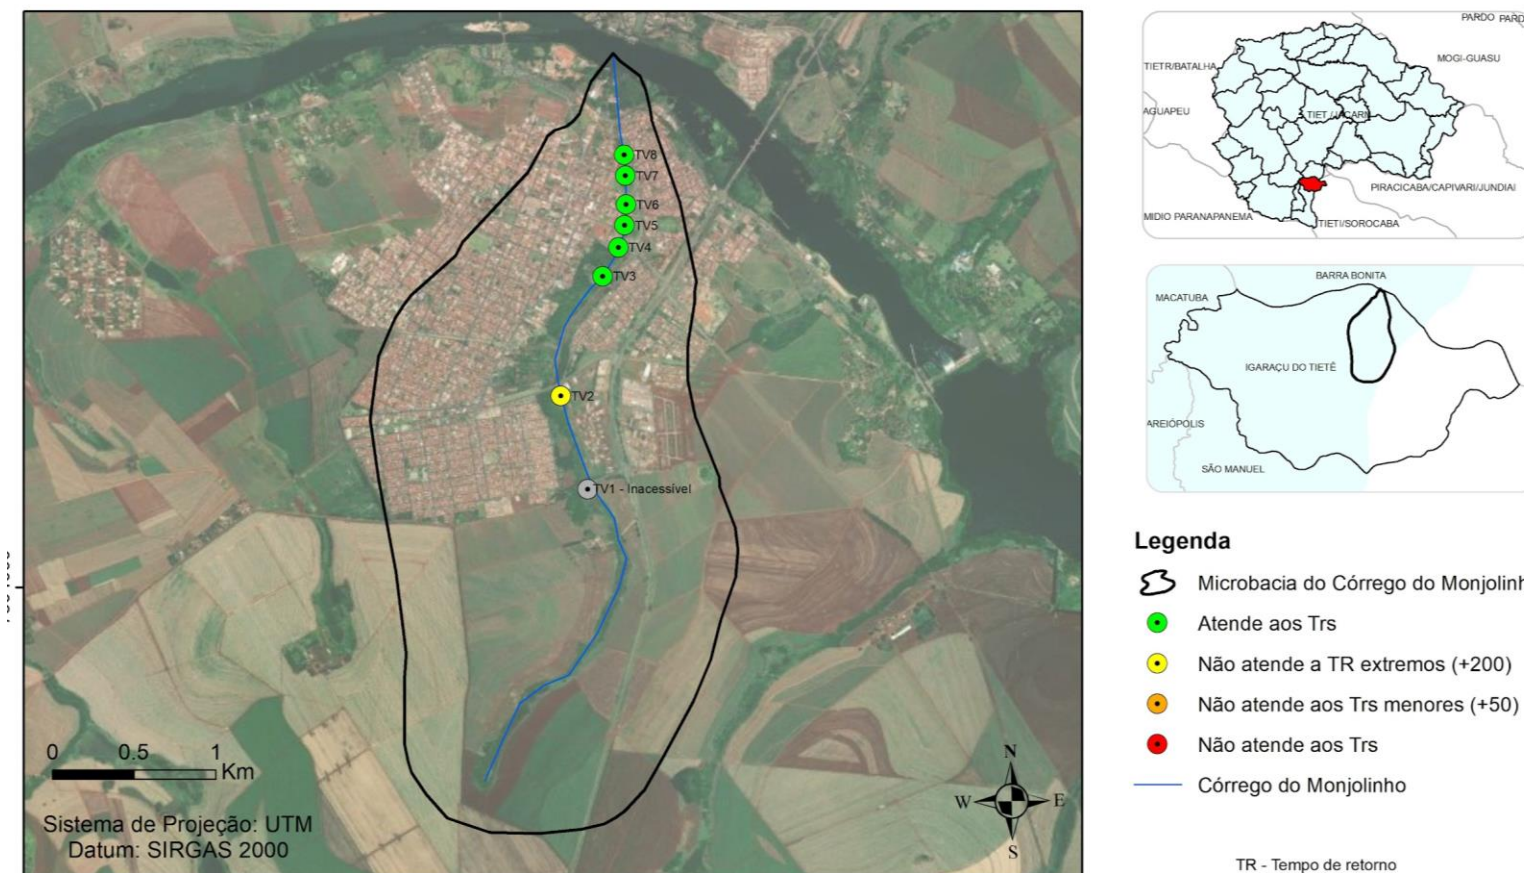 TV8
TV7
TV6
TV5
TV4
TV3
TV2
TV1 - Inacessível
0 0.5 1
Km
Sistema de Projeção: UTM
Datum: SIRGAS 2000
N
W E
S
PARDO PARD
MOGI-GUASU
TIETR/BATALHA
AGUAPEU
TIET /JACARN
PIRACICABA/CAPIVARI/JUNDIAI
MIDIO PARANAPANEMA
TIETI/SOROCABA
BARRA BONITA
MACATUBA
IGARAÇU DO TIETÊ
AREIÓPOLIS
SÃO MANUEL
Legenda
Microbacia do Córrego do Monjolinh
Atende aos Trs
Não atende a TR extremos (+200)
Não atende aos Trs menores (+50)
Não atende aos Trs
Córrego do Monjolinho
TR - Tempo de retorno